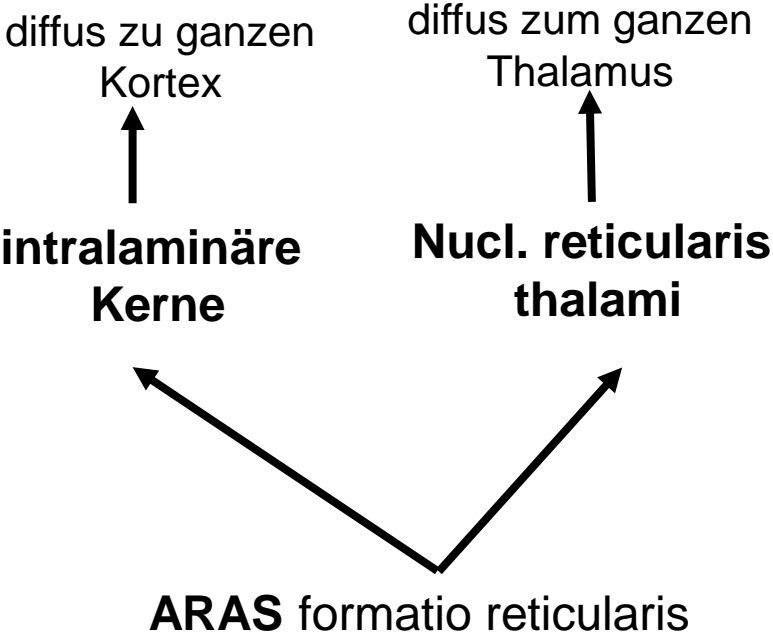 diffus zu ganzen
Kortex
diffus zum ganzen
Thalamus
intralaminäre
Kerne
Nucl. reticularis
thalami
ARAS formatio reticularis